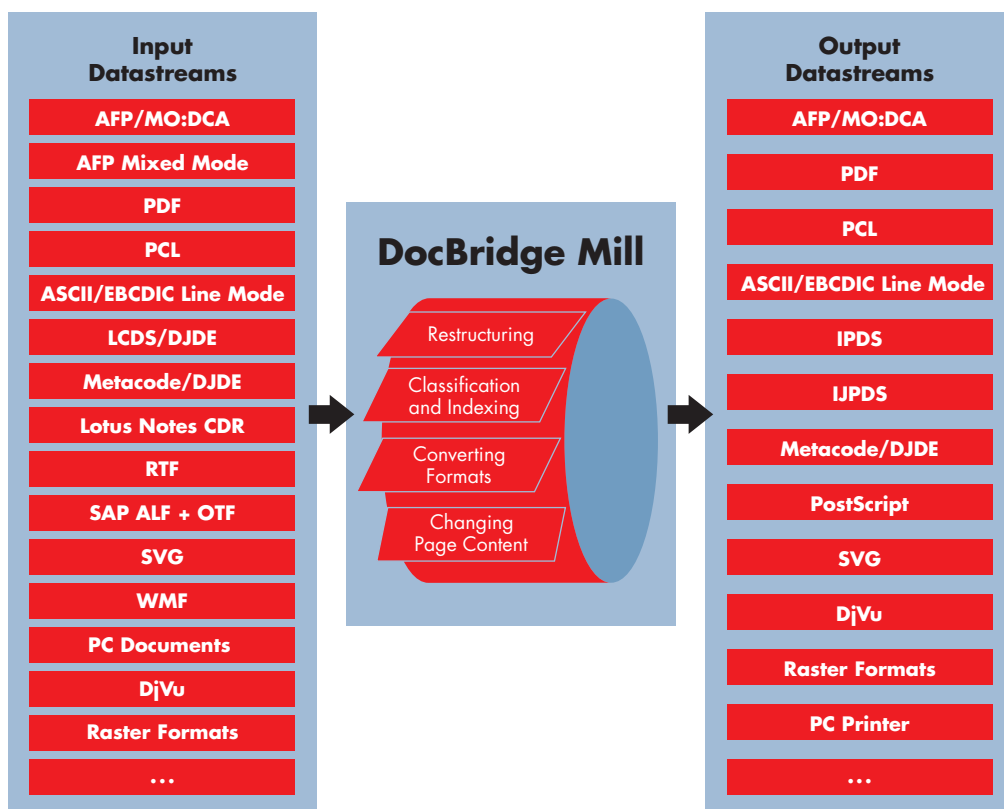 Input
Datastreams
AFP/MO:DCA
AFP Mixed Mode
PDF
PCL
ASCII/EBCDIC Line Mode
LCDS/DJDE
Metacode/DJDE
Lotus Notes CDR
RTF
SAP ALF + OTF
SVG
WMF
PC Documents
DjVu
Raster Formats
...
DocBridge Mill
Restructuring
Classification
and Indexing
Converting
Formats
Changing
Page Content
Output
Datastreams
AFP/MO:DCA
PDF
PCL
ASCII/EBCDIC Line Mode
IPDS
IJPDS
Metacode/DJDE
PostScript
SVG
DjVu
Raster Formats
PC Printer
...